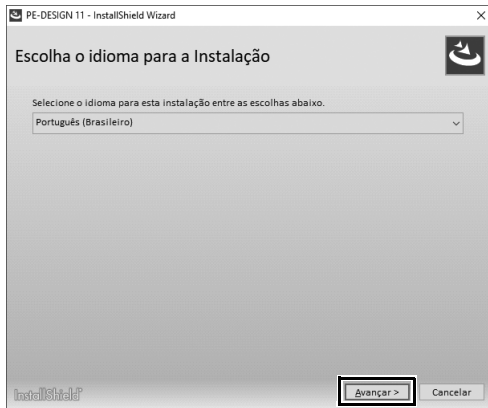 PE-DESIGN 11 - InstallShield Wizard
Escolha o idioma para a Instalação
Selecione o idioma para esta instalação entre as escolhas abaixo.
Português (Brasileiro)
InstallShield
Avançar >
Cancelar